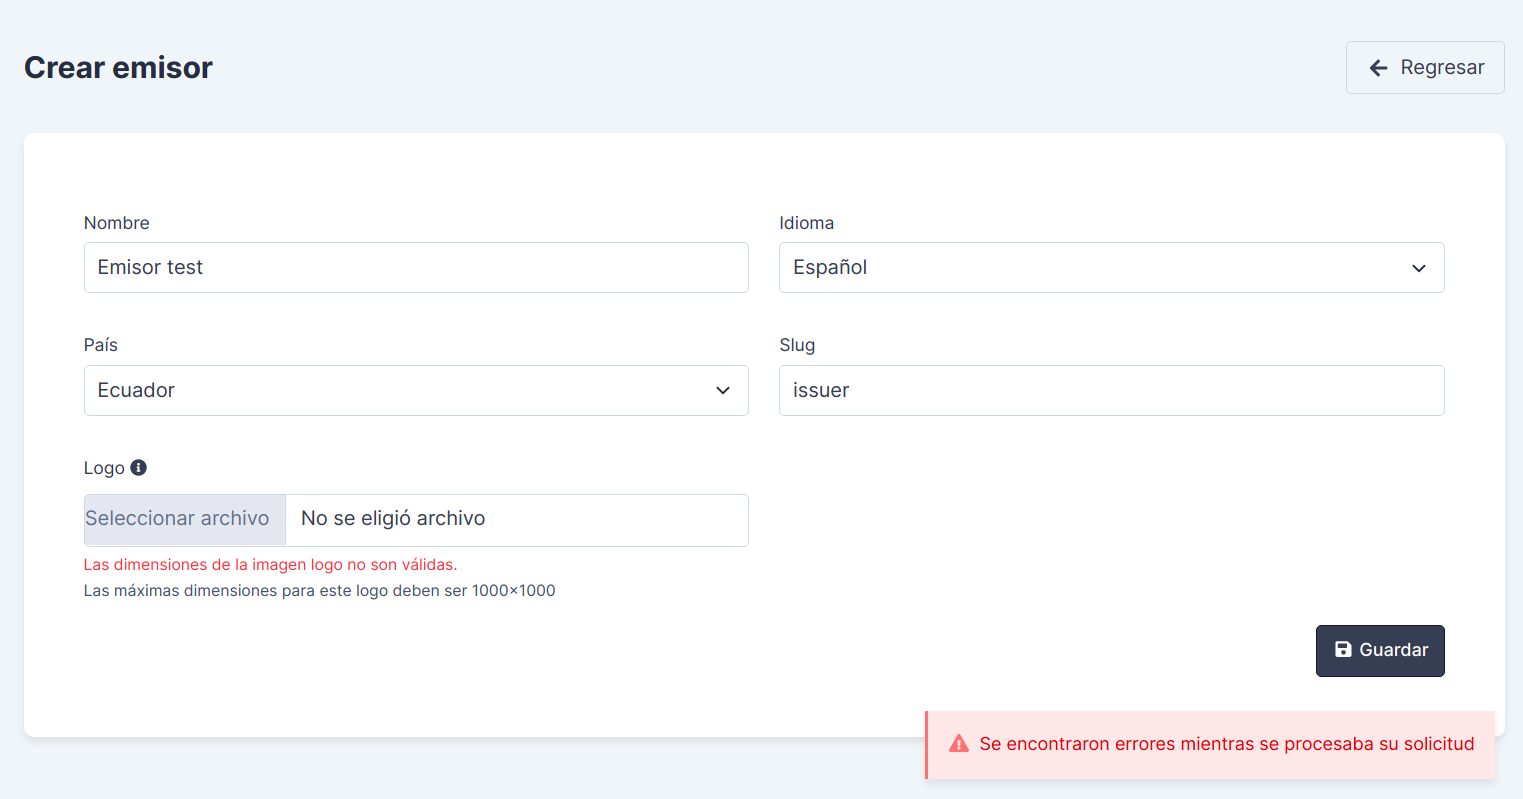 Crear emisor
Regresar
Nombre
Idioma
Emisor test
Español
País
Slug
Ecuador
issuer
Logo
Seleccionar archivo
No se eligió archivo
Las dimensiones de la imagen logo no son válidas.
Las máximas dimensiones para este logo deben ser 1000x1000
Guardar
Se encontraron errores mientras se procesaba su solicitud